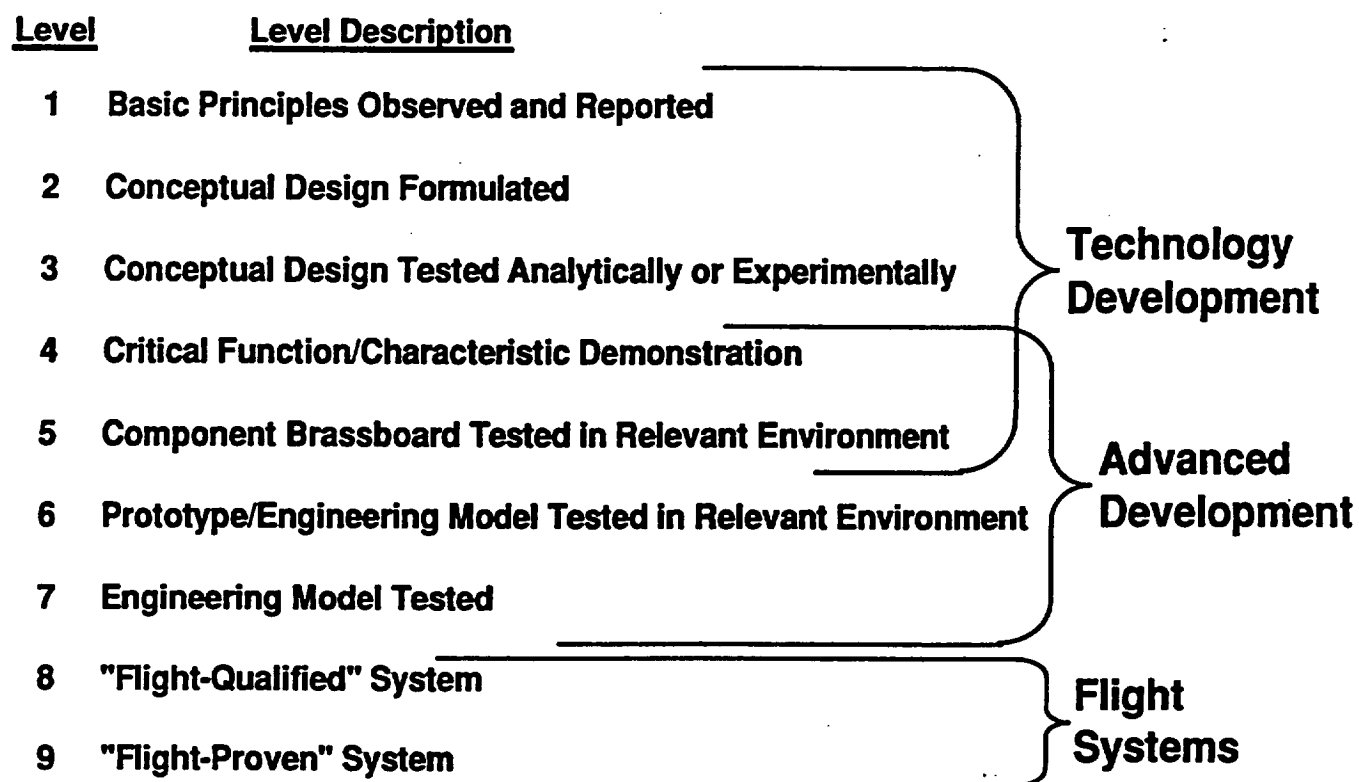 Level Level Description
1 Basic Principles Observed and Reported
2 Conceptual Design Formulated
3 Conceptual Design Tested Analytically or Experimentally
Technology
Development
4 Critical Function/Characteristic Demonstration
5 Component Brassboard Tested in Relevant Environment
Advanced
Development
6 Prototype/Engineering Model Tested in Relevant Environment
7 Engineering Model Tested
8 "Flight-Qualified" System
Flight
Systems
9 "Flight-Proven" System